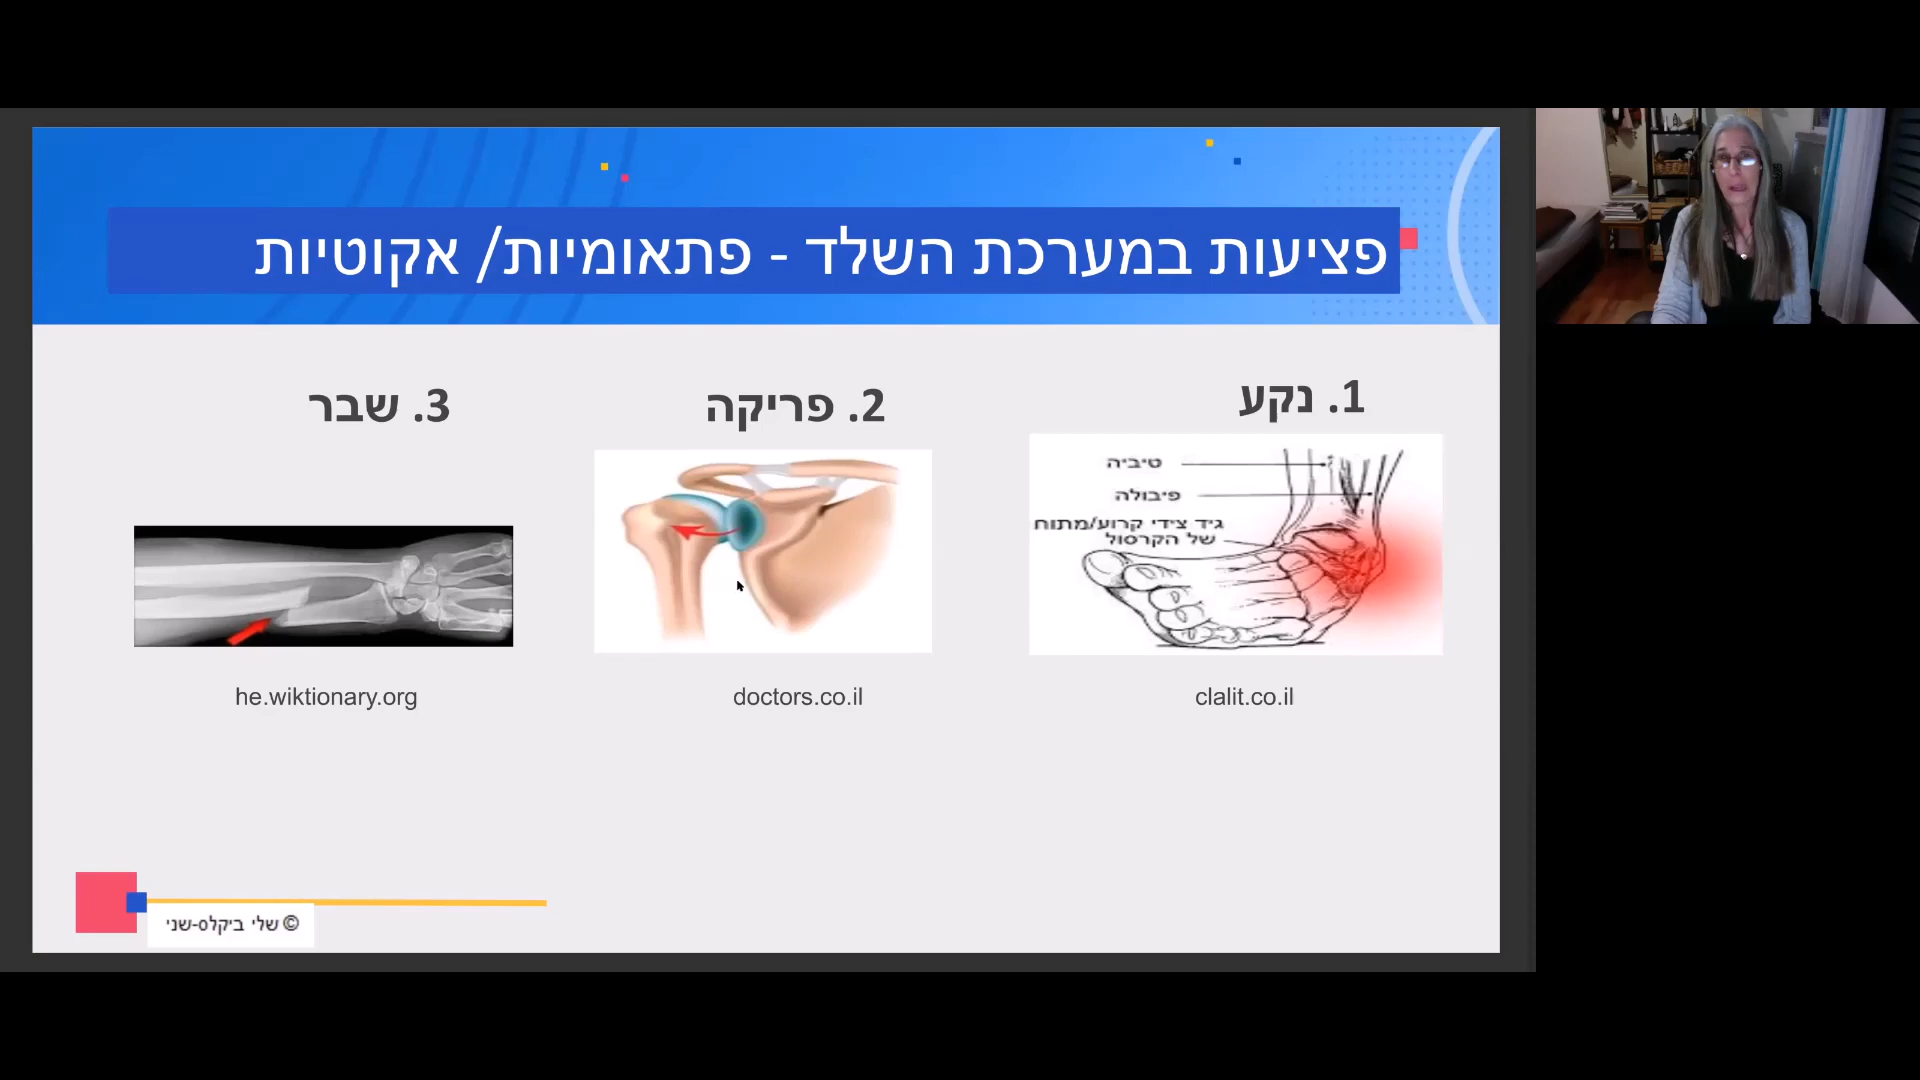 פציעות במערכת השלד - פתאומיות/ אקוטיות
1. נקע
2. פריקה
3. שבר
טיביה
פיבולה
גיד צידי קרוע/מתוח
של הקרסול
clalit.co.il
doctors.co.il
he.wiktionary.org
© שלי ביקלס-שני